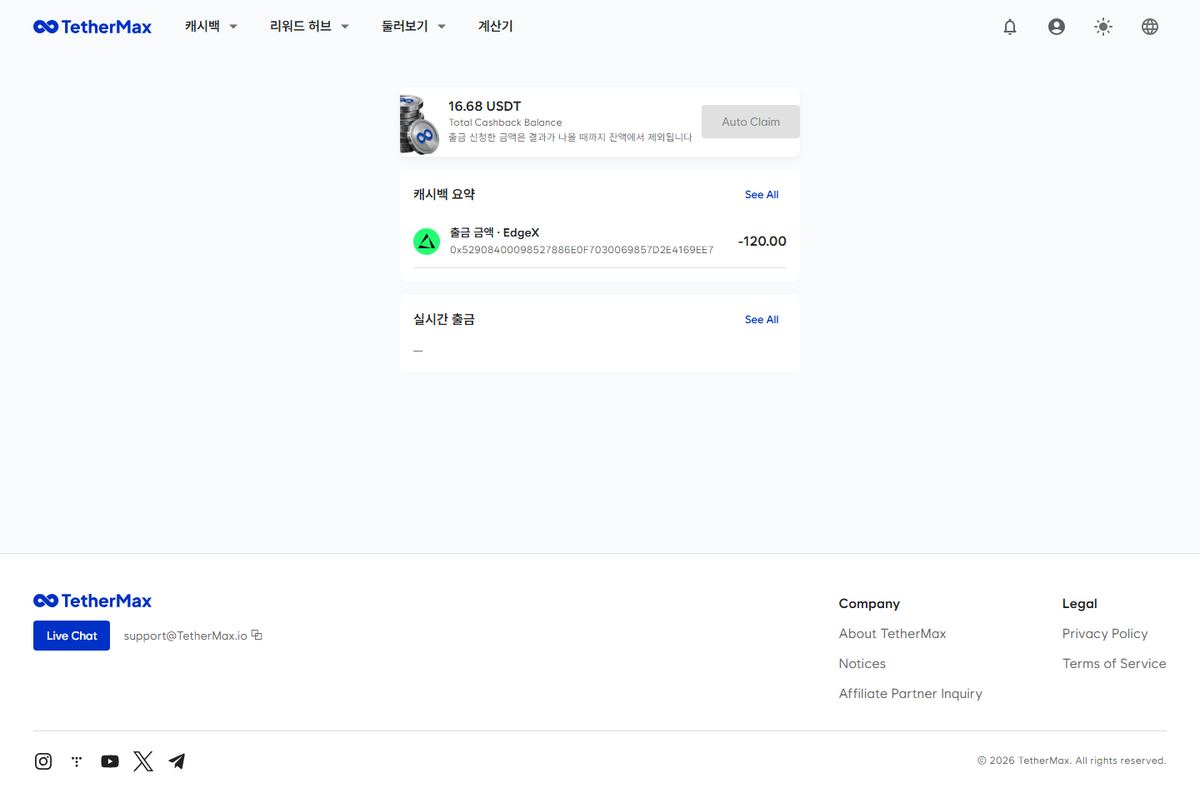 TetherMax
캐시백
리워드 허브
둘러보기
계산기
16.68 USDT
Total Cashback Balance
출금 신청한 금액은 결과가 나올 때까지 잔액에서 제외됩니다
Auto Claim
캐시백 요약
See All
출금 금액 · EdgeX
0x52908400098527886E0F7030069857D2E4169EE7
-120.00
실시간 출금
See All
—
TetherMax
Live Chat
support@TetherMax.io
Company
About TetherMax
Notices
Affiliate Partner Inquiry
Legal
Privacy Policy
Terms of Service
© 2026 TetherMax. All rights reserved.